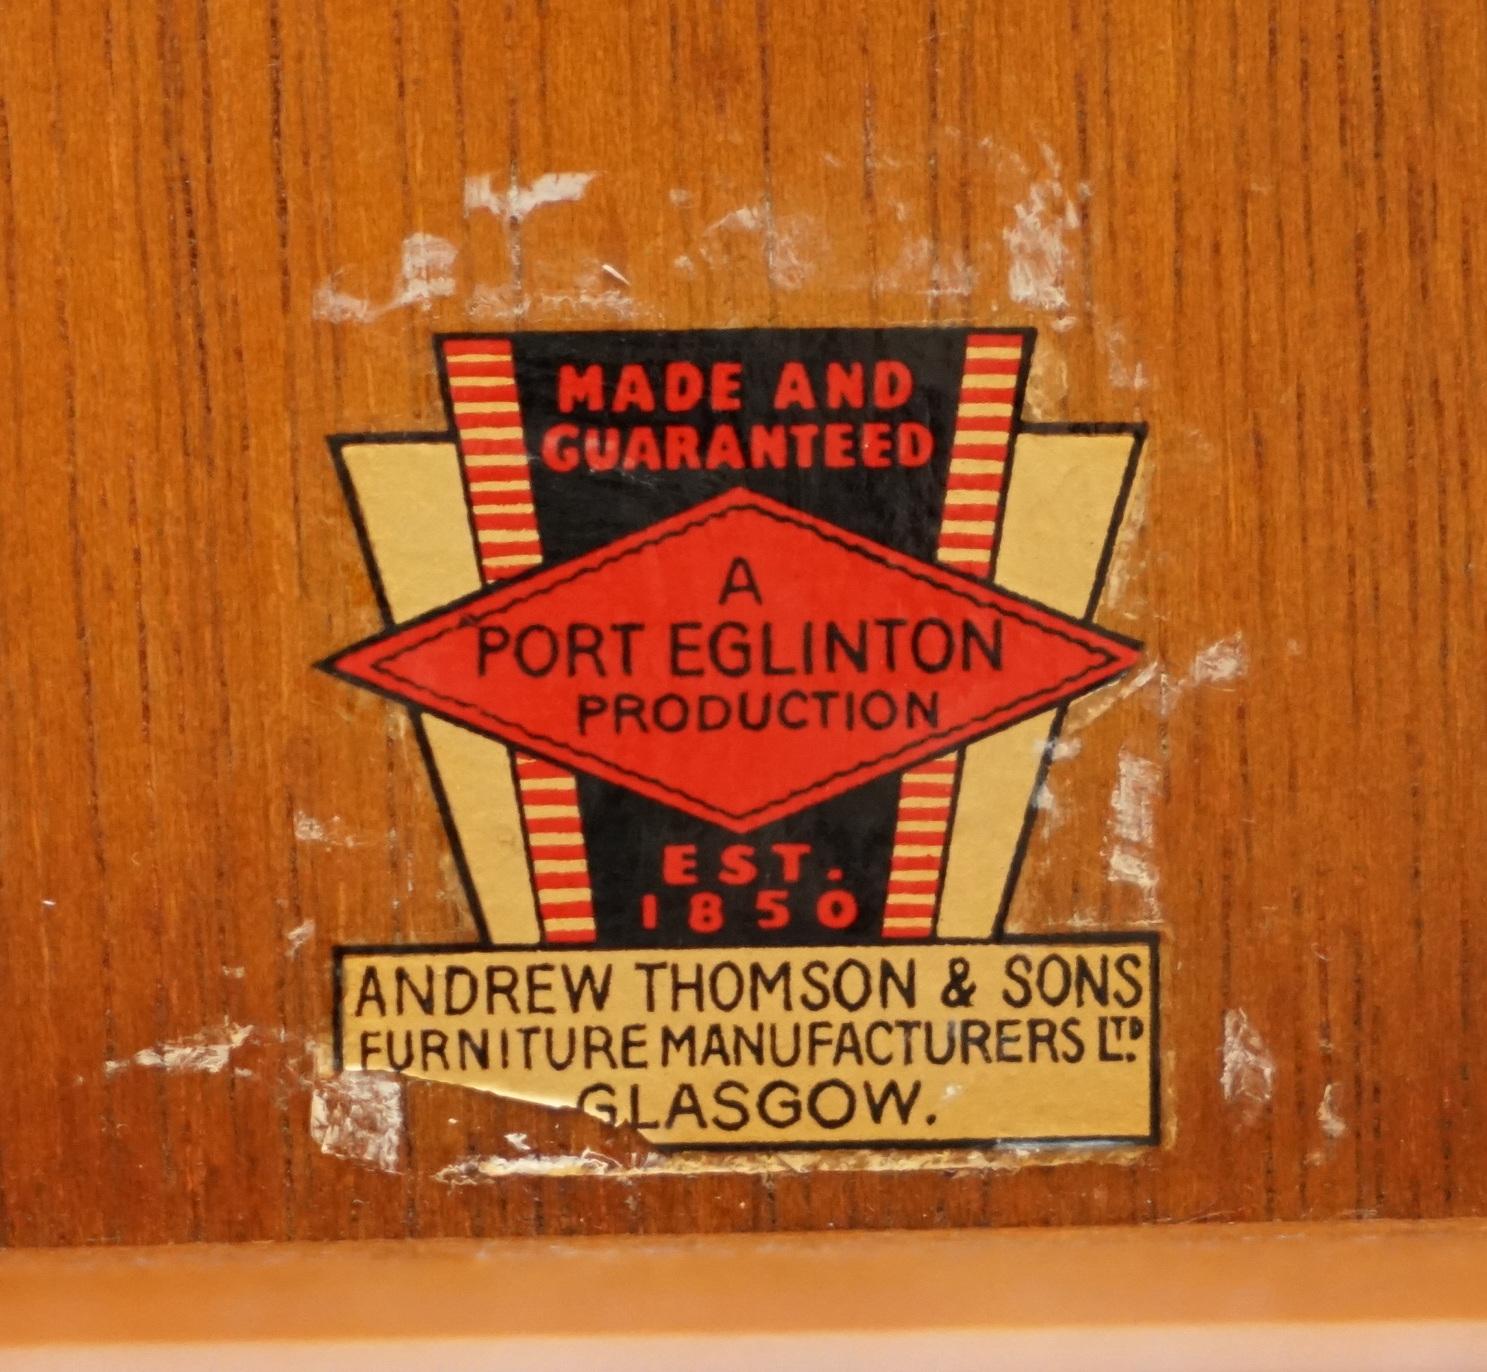 MADE AND
GUARANTEED
A
PORT EGLINTON
PRODUCTION
EST.
1850
ANDREW THOMSON & SONS
FURNITURE MANUFACTURERS LTD.
GLASGOW.